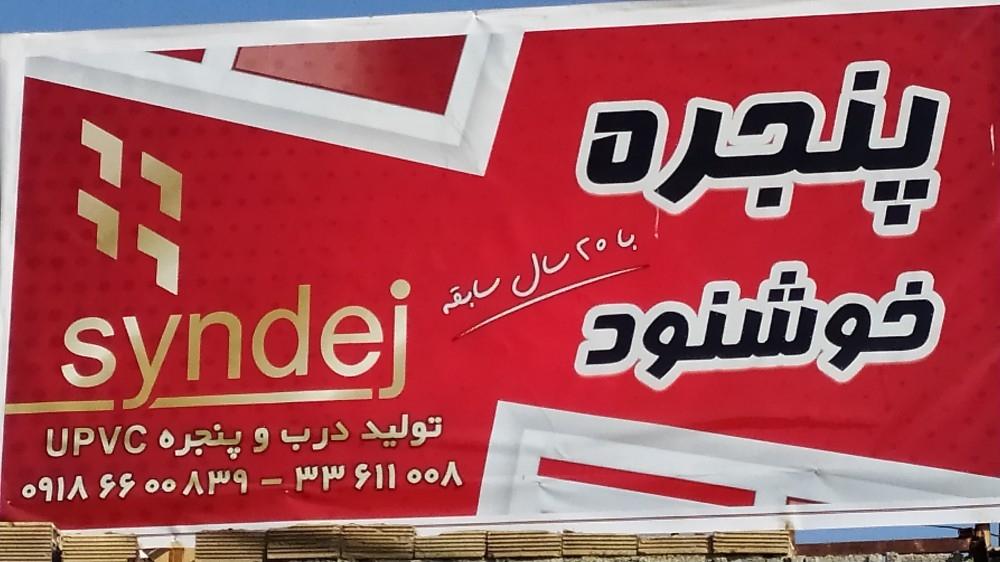 پنجره
خوشنود
با ۲۰ سال سابقه
syndej
تولید درب و پنجره UPVC
۰۹۱۸ ۶۶ ۰۰ ۸۳۹ - ۳۳ ۶۱۱ ۰۰۸